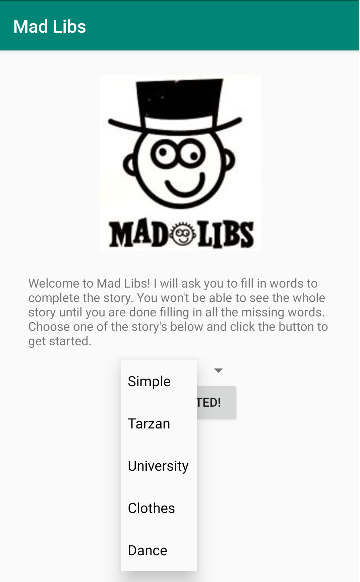 Mad Libs
MAD LIBS
Welcome to Mad Libs! I will ask you to fill in words to
complete the story. You won't be able to see the whole
story until you are done filling in all the missing words.
Choose one of the story's below and click the button to
get started.
Simple
TED!
Tarzan
University
Clothes
Dance